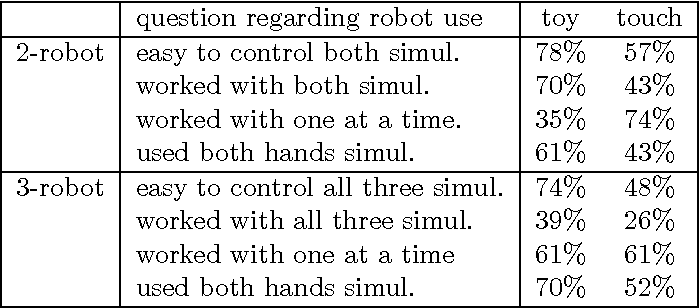 question regarding robot use toy touch
2-robot easy to control both simul. 78% 57%
worked with both simul. 70% 43%
worked with one at a time. 35% 74%
used both hands simul. 61% 43%
3-robot easy to control all three simul. 74% 48%
worked with all three simul. 39% 26%
worked with one at a time 61% 61%
used both hands simul. 70% 52%